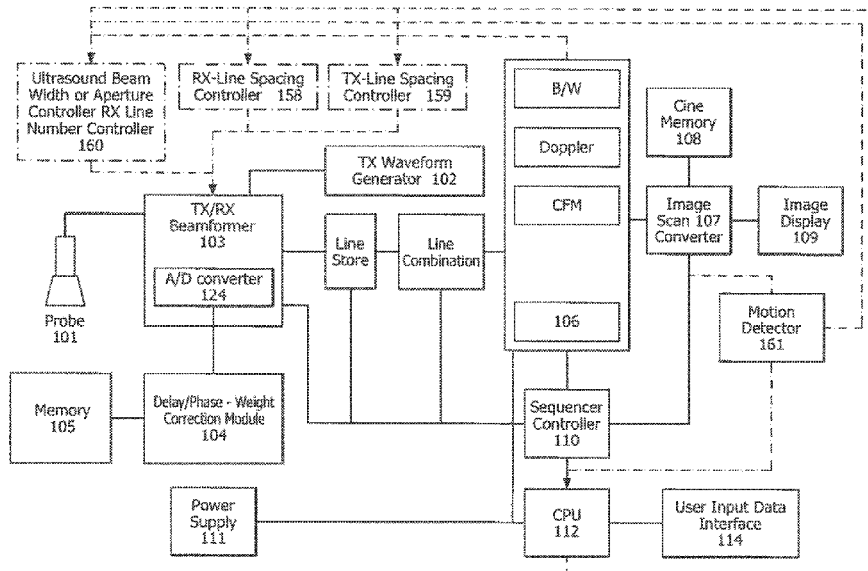 Ultrasound Beam
Width or Aperture
Controller RX Line
Number Controller
160
RX-Line Spacing
Controller 158
TX-Line Spacing
Controller 159
B/W
Doppler
CFM
106
Cine
Memory
108
TX Waveform
Generator 102
TX/RX
Beamformer
103
A/D converter
124
Line
Store
Line
Combination
Image
Scan 107
Converter
Image
Display
109
Probe
101
Motion
Detector
161
Memory
105
Delay/Phase - Weight
Correction Module
104
Sequencer
Controller
110
Power
Supply
111
CPU
112
User Input Data
Interface
114